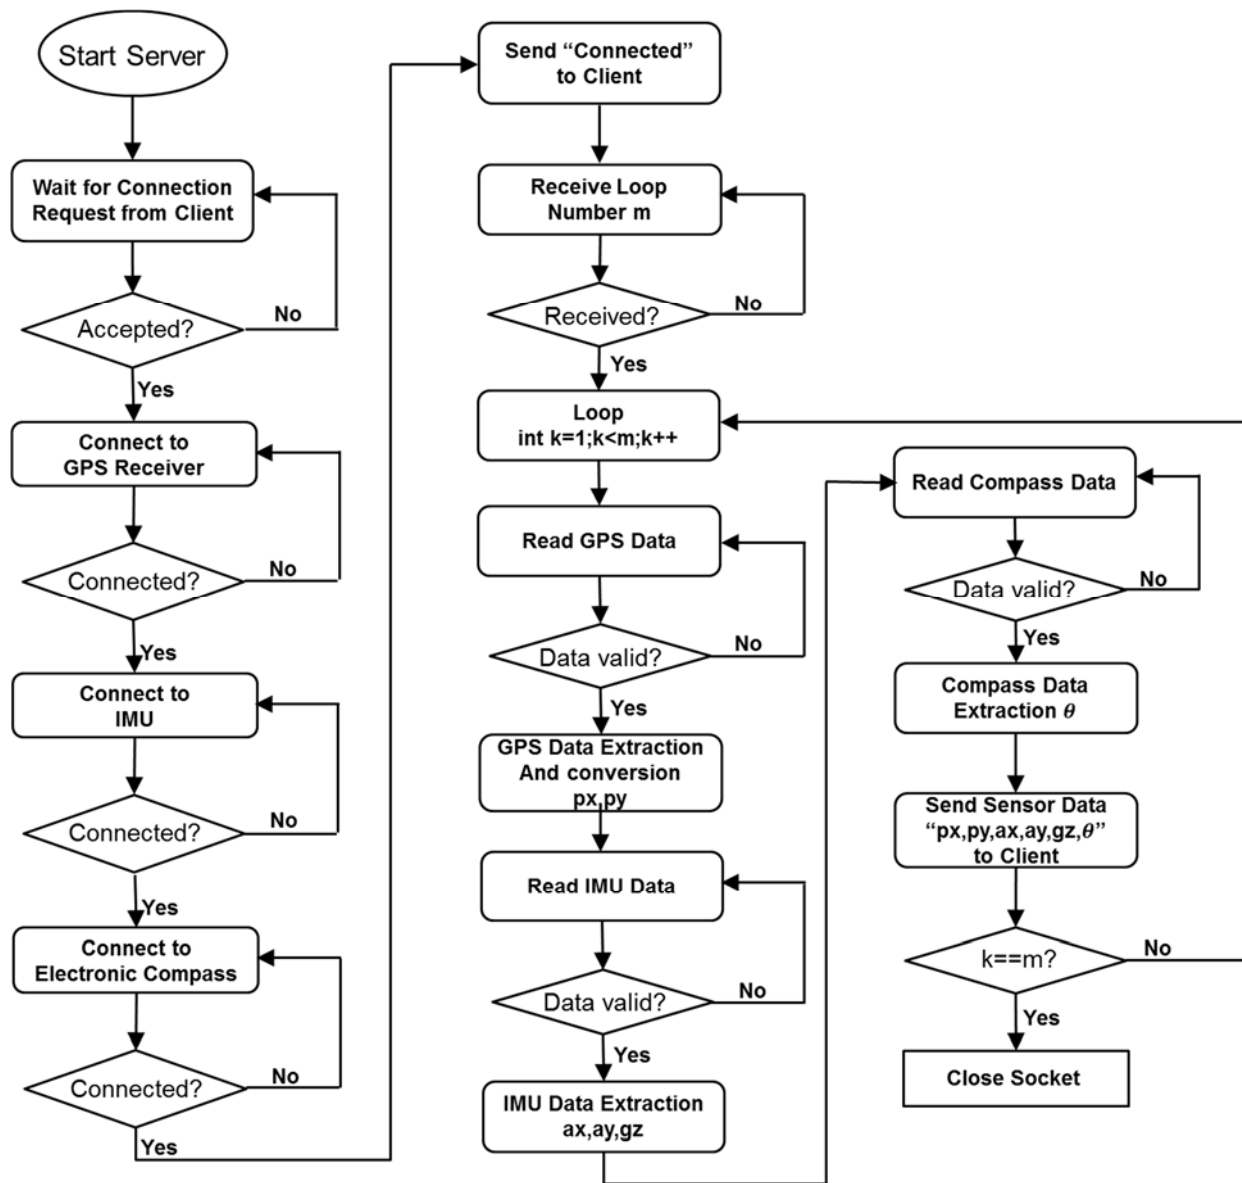 Start Server
Wait for Connection
Request from Client
Accepted?
No
Yes
Connect to
GPS Receiver
Connected?
No
Yes
Connect to
IMU
Connected?
No
Yes
Connect to
Electronic Compass
Connected?
No
Yes
Send “Connected”
to Client
Receive Loop
Number m
Received?
No
Yes
Loop
int k=1;k<m;k++
Read GPS Data
Data valid?
No
Yes
GPS Data Extraction
And conversion
px,py
Read IMU Data
Data valid?
No
Yes
IMU Data Extraction
ax,ay,gz
Read Compass Data
Data valid?
No
Yes
Compass Data
Extraction θ
Send Sensor Data
“px,py,ax,ay,gz,θ”
to Client
k==m?
No
Yes
Close Socket